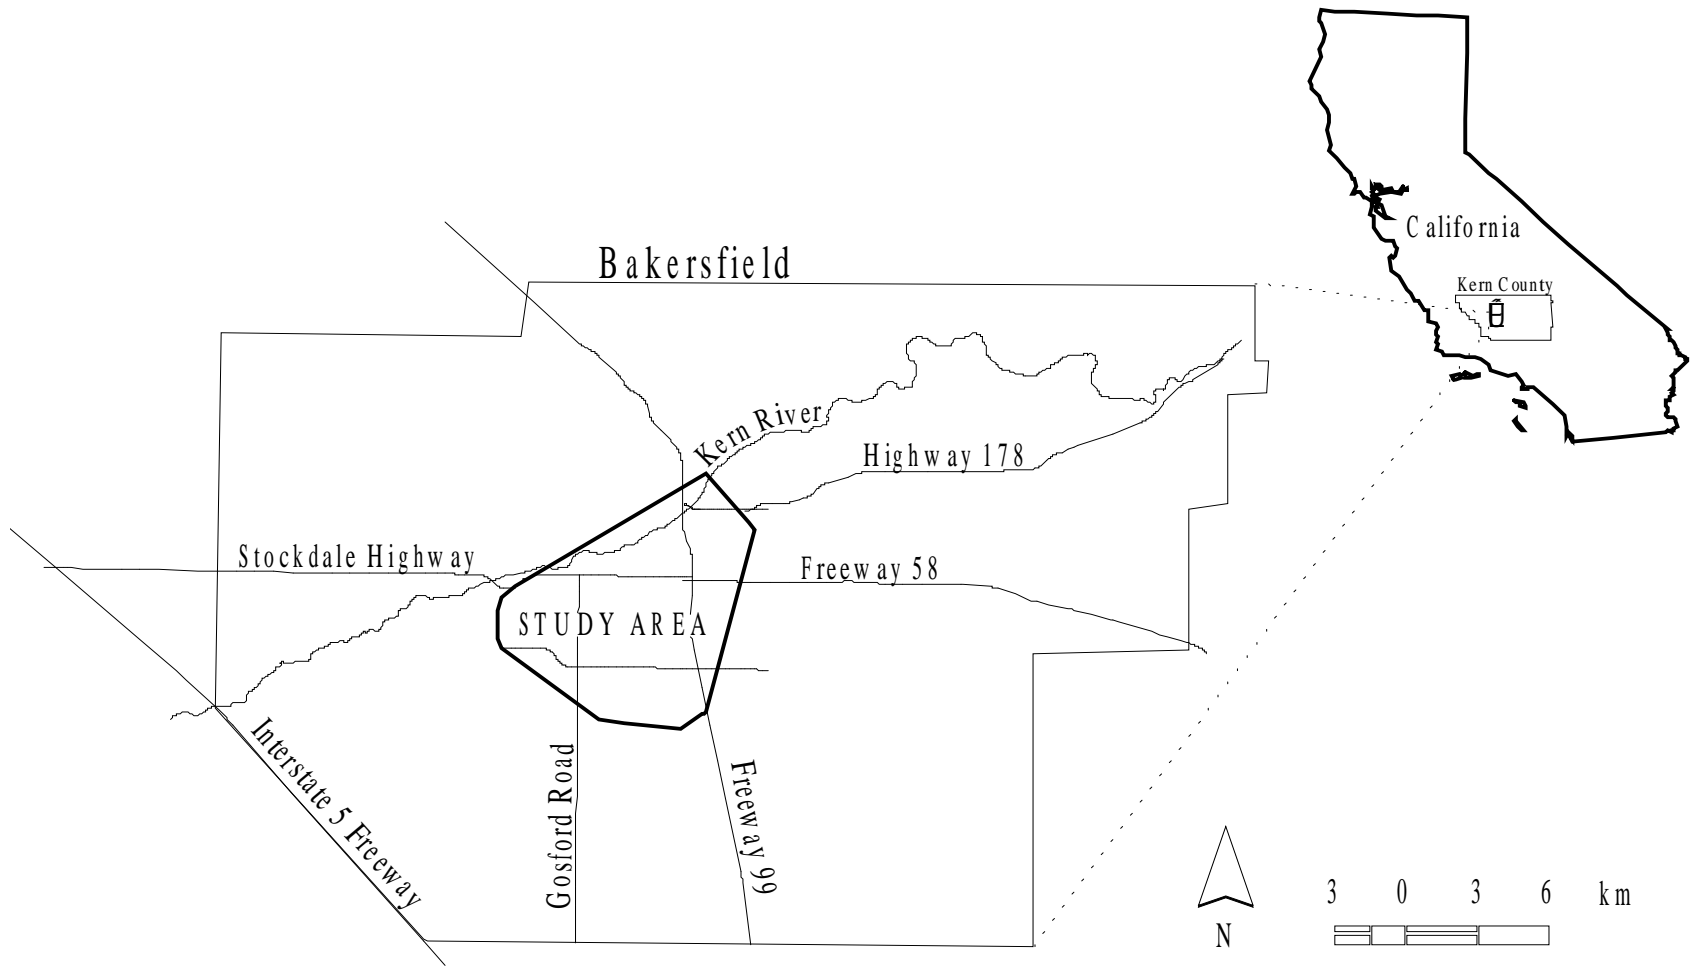 California
Kern County
Bakersfield
Kern River
Highway 178
Stockdale Highway
Freeway 58
STUDY AREA
Interstate 5 Freeway
Gosford Road
Freeway 99
N
3 0 3 6 km